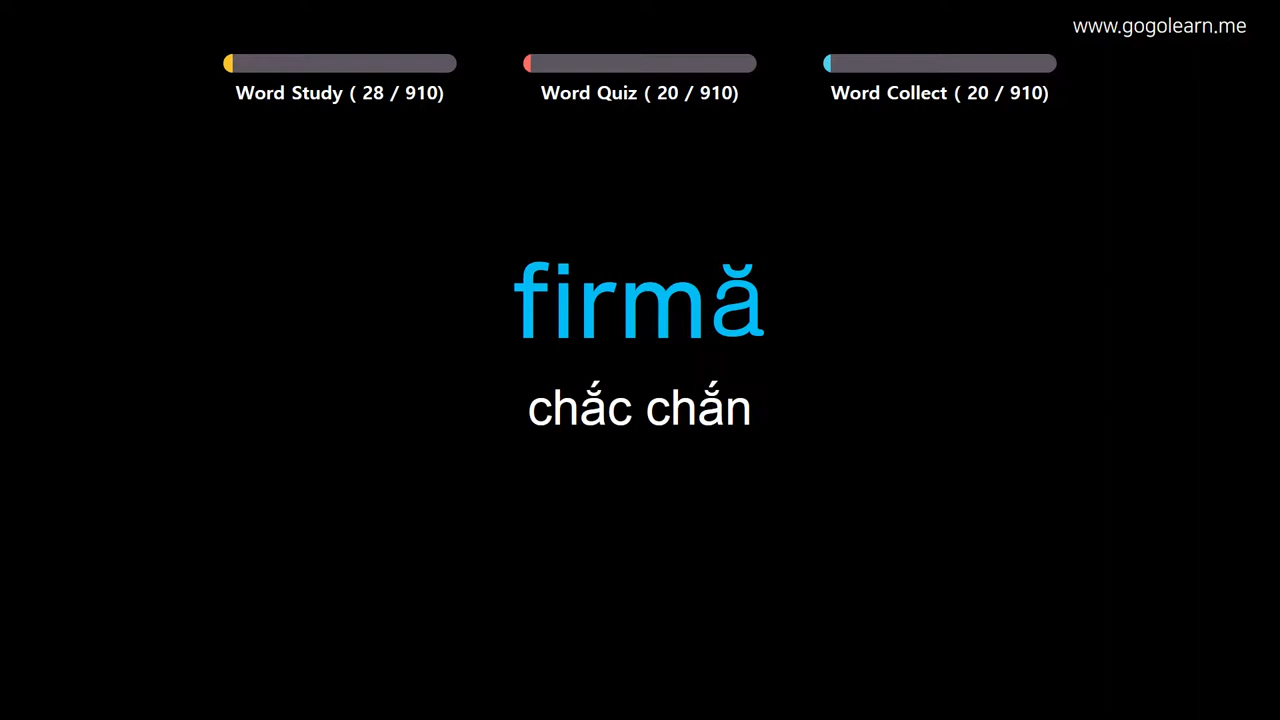 www.gogolearn.me
Word Study ( 28 / 910)
Word Quiz ( 20 / 910)
Word Collect ( 20 / 910)
firmă
chắc chắn